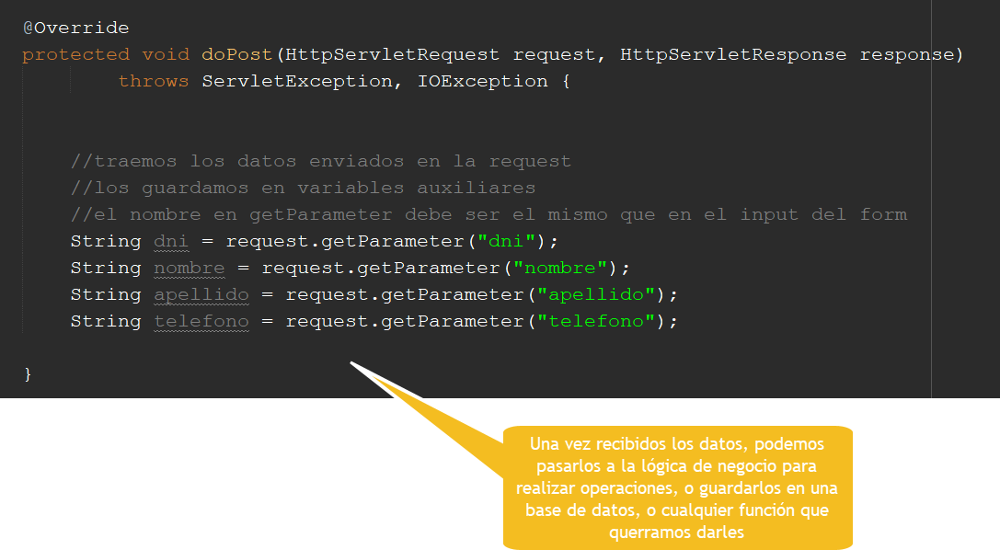 @Override
protected void doPost(HttpServletRequest request, HttpServletResponse response)
throws ServletException, IOException {
//traemos los datos enviados en la request
//los guardamos en variables auxiliares
//el nombre en getParameter debe ser el mismo que en el input del form
String dni = request.getParameter("dni");
String nombre = request.getParameter("nombre");
String apellido = request.getParameter("apellido");
String telefono = request.getParameter("telefono");
}
Una vez recibidos los datos, podemos
pasarlos a la lógica de negocio para
realizar operaciones, o guardarlos en una
base de datos, o cualquier función que
querramos darles